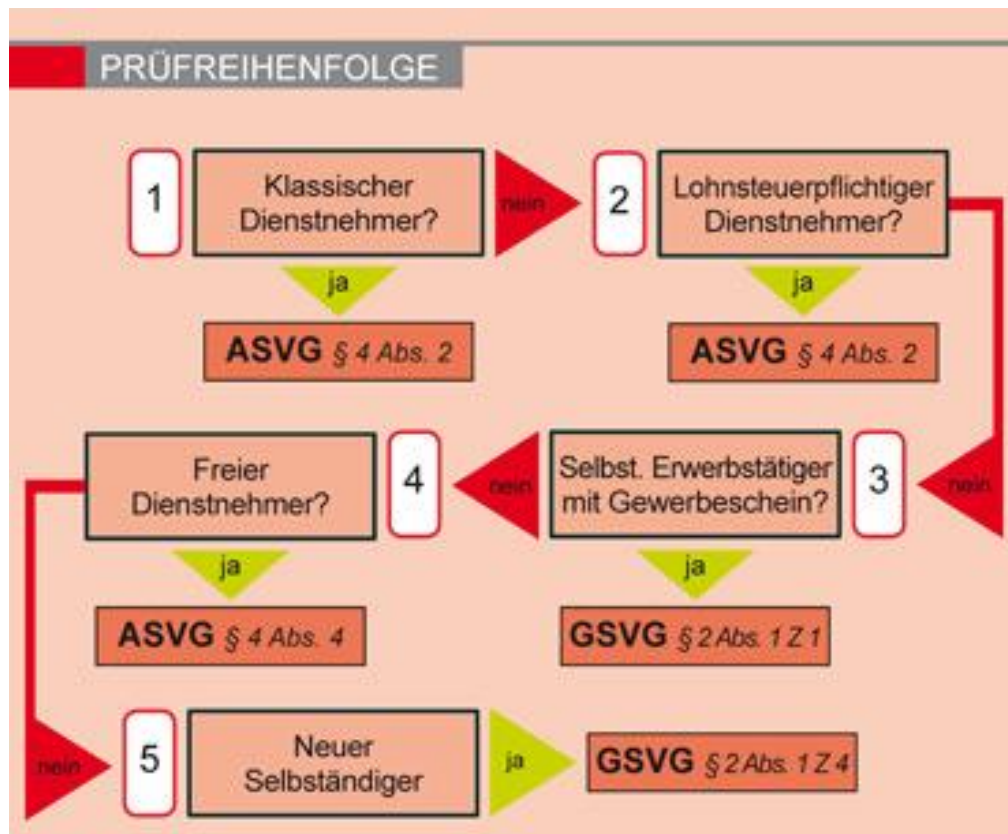 PRÜFREIHENFOLGE
1
Klassischer
Dienstnehmer?
nein
2
Lohnsteuerpflichtiger
Dienstnehmer?
ja
ASVG § 4 Abs. 2
ja
ASVG § 4 Abs. 2
nein
3
Selbst. Erwerbstätiger
mit Gewerbeschein?
nein
4
Freier
Dienstnehmer?
ja
GSVG § 2 Abs. 1 Z 1
ja
ASVG § 4 Abs. 4
nein
5
Neuer
Selbständiger
ja
GSVG § 2 Abs. 1 Z 4